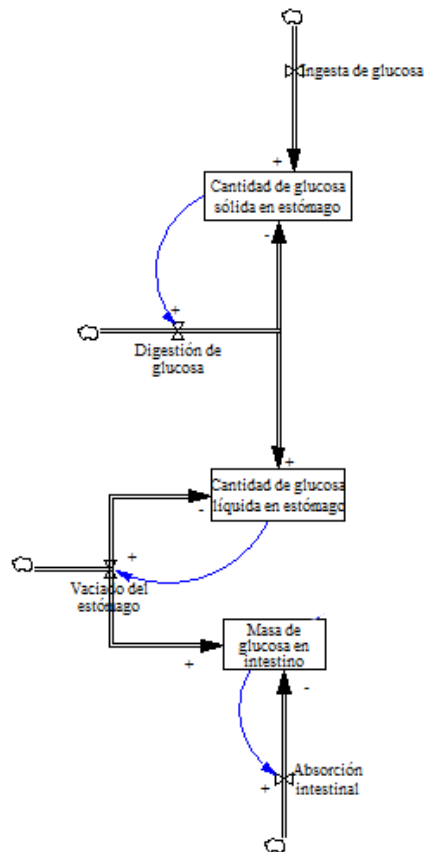 Ingesta de glucosa
+
Cantidad de glucosa
sólida en estómago
-
+
Digestión de
glucosa
+
Cantidad de glucosa
líquida en estómago
-
+
Vaciado del
estómago
Masa de
glucosa en
intestino
+
-
Absorción
+
intestinal